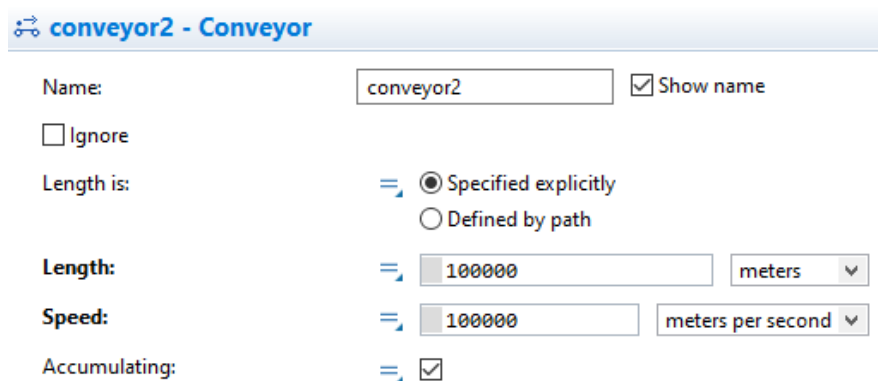 conveyor2 - Conveyor
Name: conveyor2 Show name
Ignore
Length is: Specified explicitly
Defined by path
Length: 100000 meters
Speed: 100000 meters per second
Accumulating: